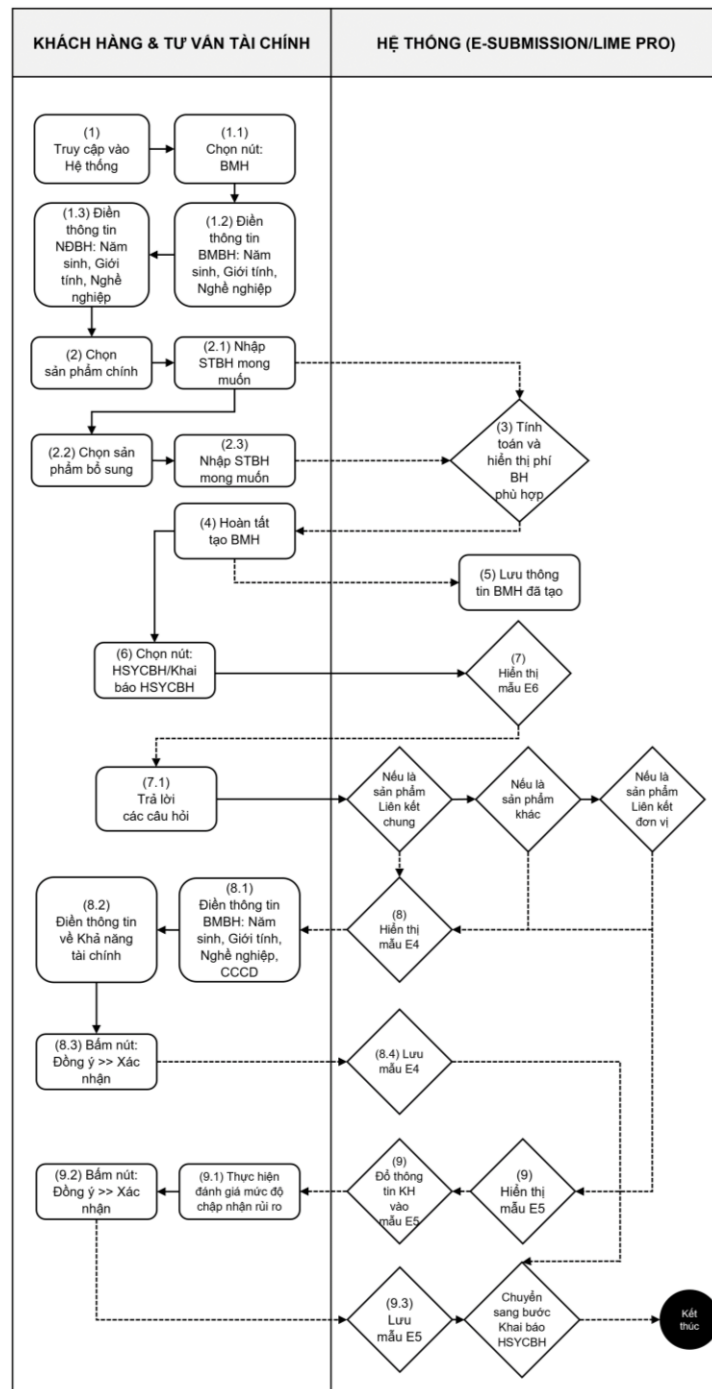 KHÁCH HÀNG & TƯ VẤN TÀI CHÍNH
HỆ THỐNG (E-SUBMISSION/LIME PRO)
(1)
Truy cập vào
Hệ thống
(1.1)
Chọn nút:
BMH
(1.3) Điền
thông tin
NĐBH: Năm
sinh, Giới
tính, Nghề
nghiệp
(1.2) Điền
thông tin
BMBH: Năm
sinh, Giới tính,
Nghề nghiệp
(2) Chọn
sản phẩm chính
(2.1) Nhập
STBH mong
muốn
(3) Tính
toán và
hiển thị phí
BH
phù hợp
(2.2) Chọn sản
phẩm bổ sung
(2.3)
Nhập STBH
mong muốn
(4) Hoàn tất
tạo BMH
(5) Lưu thông
tin BMH đã tạo
(6) Chọn nút:
HSYCBH/Khai
báo HSYCBH
(7)
Hiển thị
mẫu E6
(7.1)
Trả lời
các câu hỏi
Nếu là
sản phẩm
Liên kết
chung
Nếu là
sản phẩm
khác
Nếu là
sản phẩm
Liên kết
đơn vị
(8.2)
Điền thông tin
về Khả năng
tài chính
(8.1)
Điền thông tin
BMBH: Năm
sinh, Giới tính,
Nghề nghiệp,
CCCD
(8)
Hiển thị
mẫu E4
(8.3) Bấm nút:
Đồng ý >> Xác
nhận
(8.4) Lưu
mẫu E4
(9.2) Bấm nút:
Đồng ý >> Xác
nhận
(9.1) Thực hiện
đánh giá mức độ
chập nhận rủi ro
(9)
Đổ thông
tin KH
vào
mẫu E5
(9)
Hiển thị
mẫu E5
(9.3)
Lưu
mẫu E5
Chuyển
sang bước
Khai báo
HSYCBH
Kết
thúc